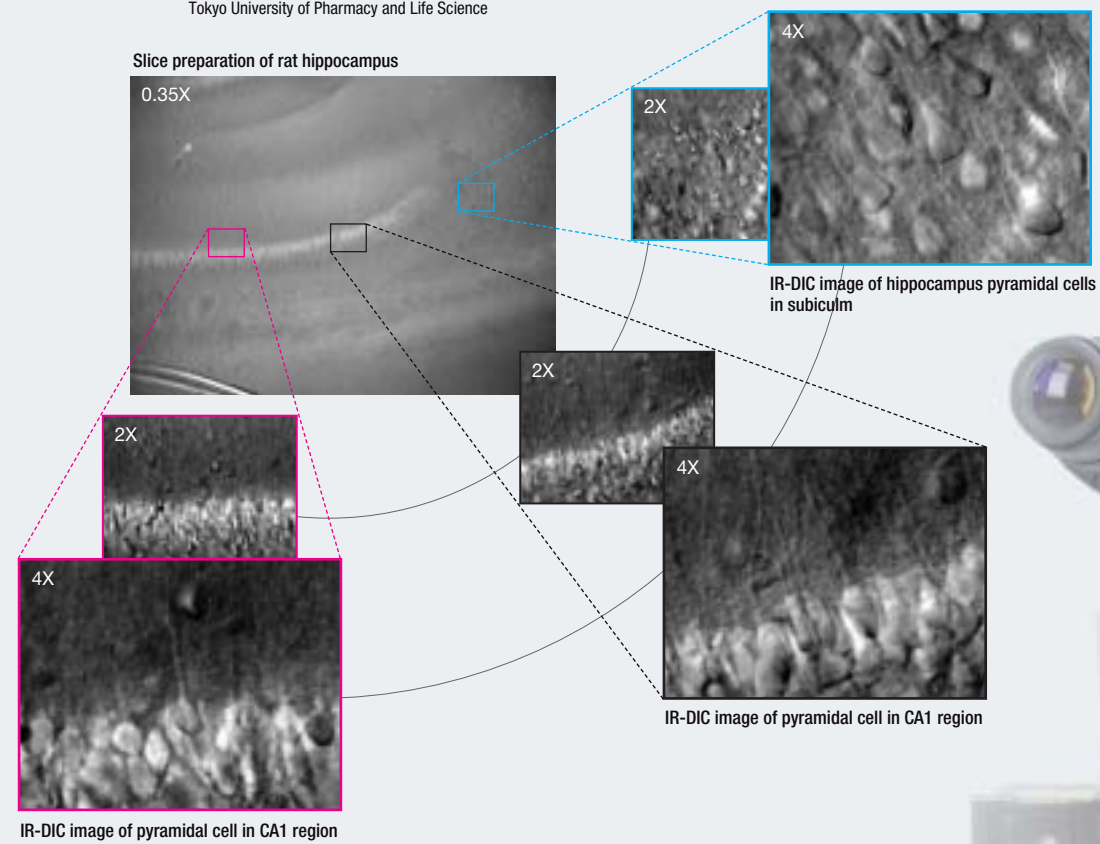 Tokyo University of Pharmacy and Life Science
Slice preparation of rat hippocampus
0.35X
2X
4X
IR-DIC image of hippocampus pyramidal cells
in subiculm
2X
4X
IR-DIC image of pyramidal cell in CA1 region
2X
4X
IR-DIC image of pyramidal cell in CA1 region